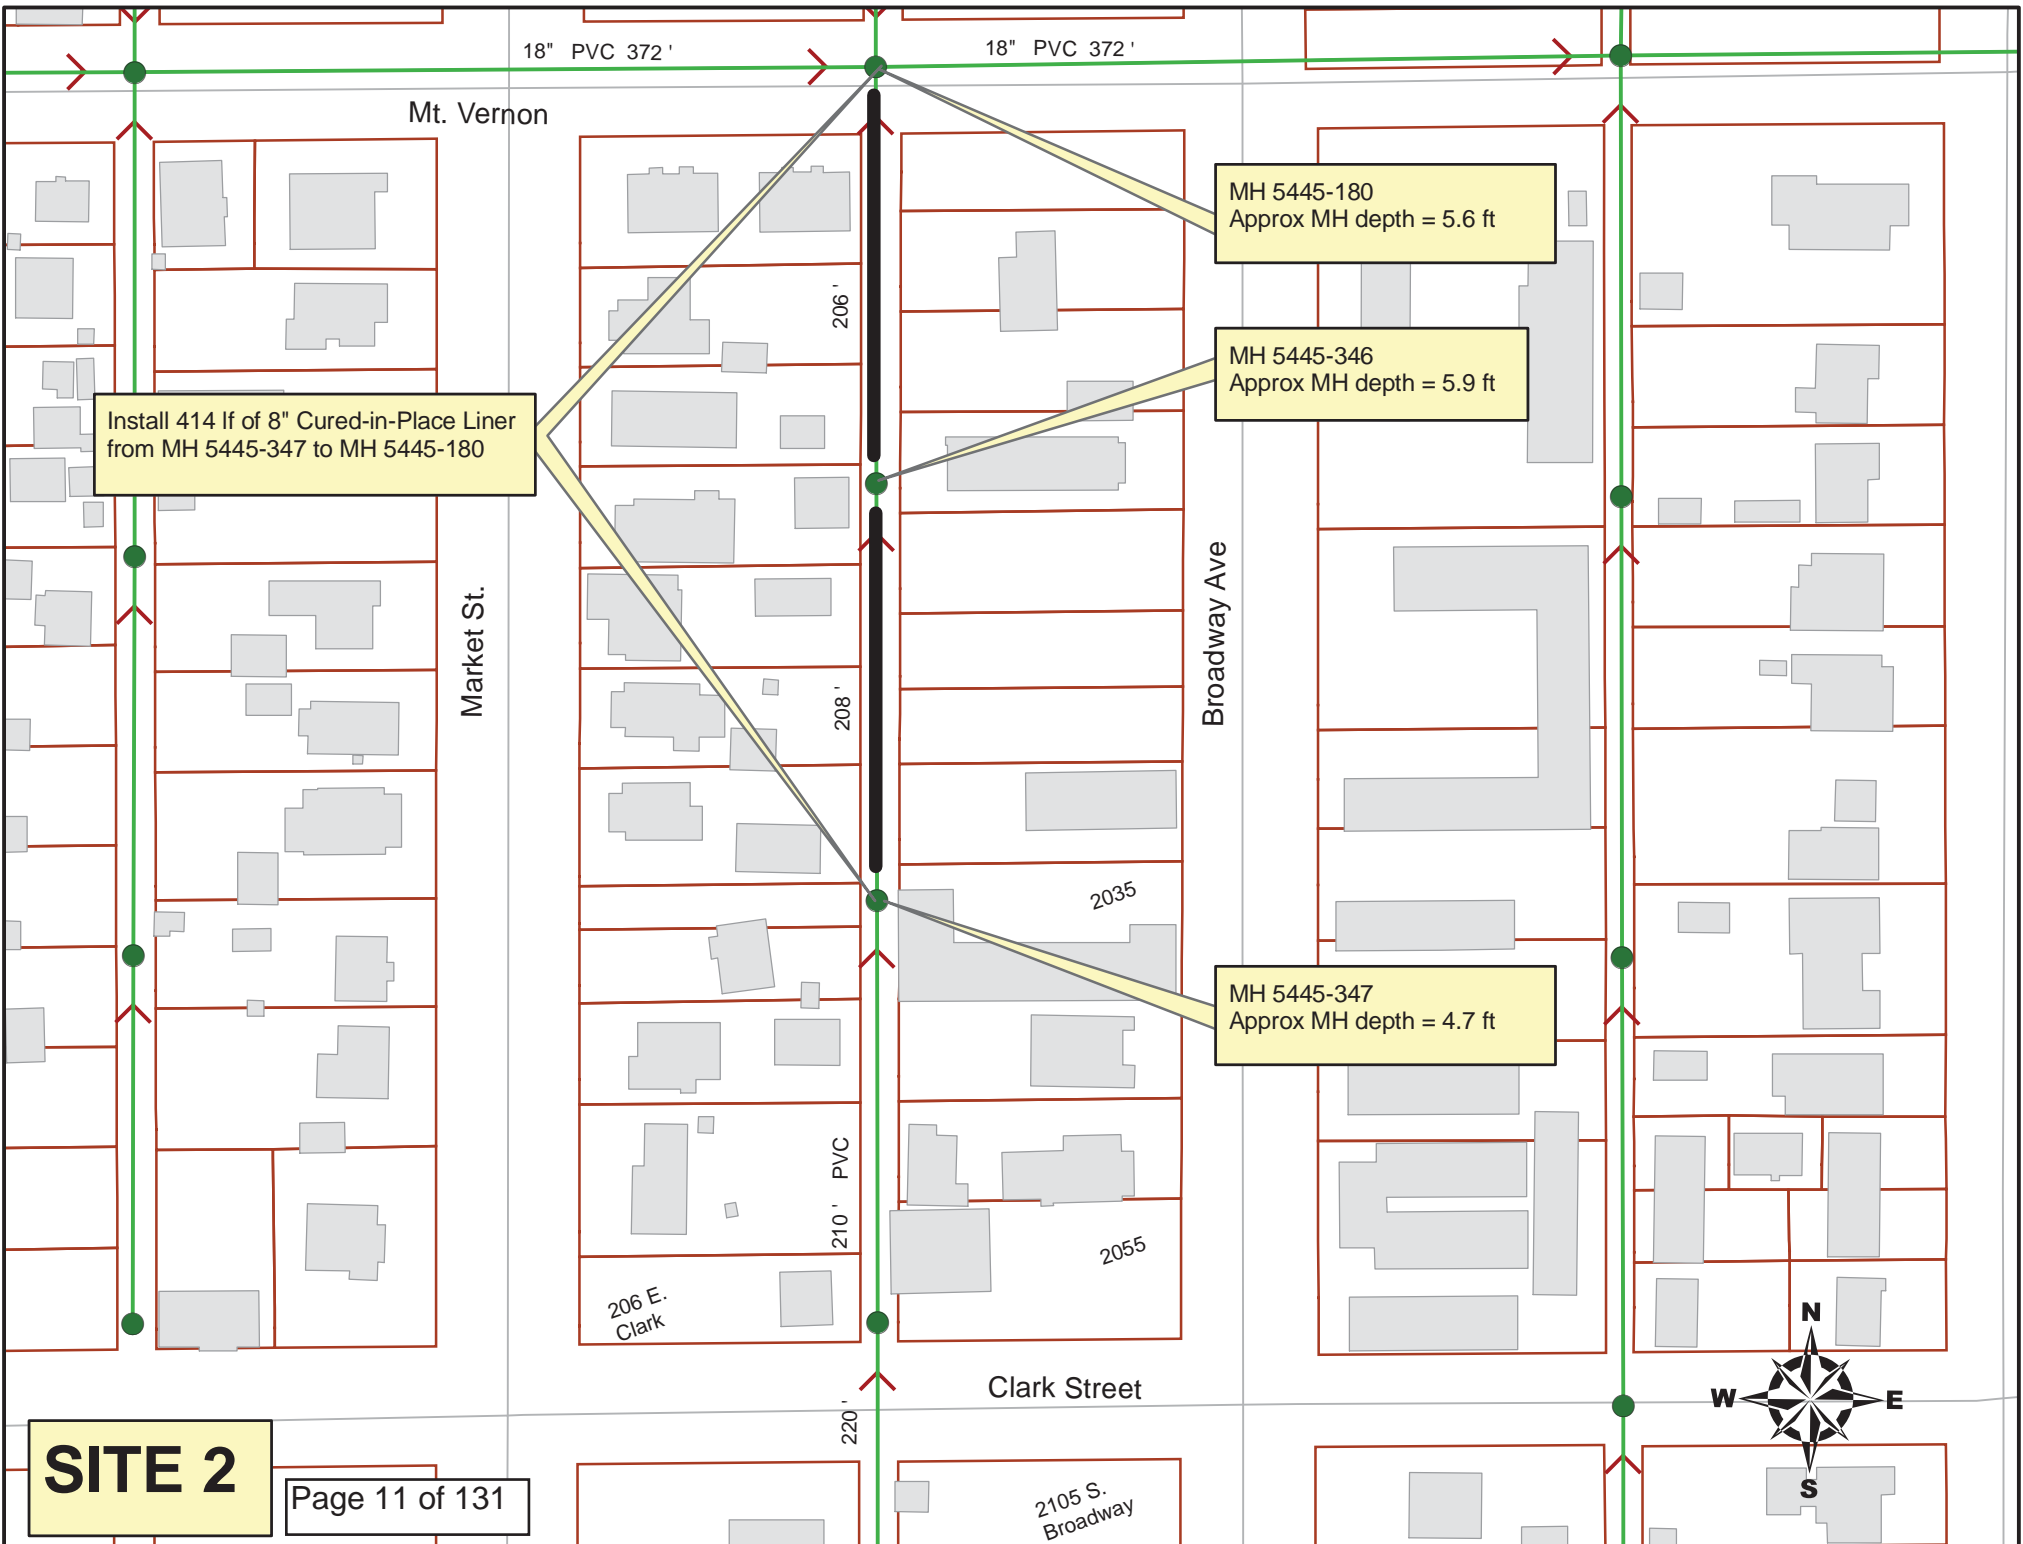 18" PVC 372 '
18" PVC 372 '
Mt. Vernon
MH 5445-180
Approx MH depth = 5.6 ft
206 '
MH 5445-346
Approx MH depth = 5.9 ft
Install 414 lf of 8" Cured-in-Place Liner
from MH 5445-347 to MH 5445-180
Market St.
Broadway Ave
208 '
2035
MH 5445-347
Approx MH depth = 4.7 ft
210 ' PVC
2055
206 E.
Clark
N
W
E
S
Clark Street
220 '
SITE 2
Page 11 of 131
2105 S.
Broadway